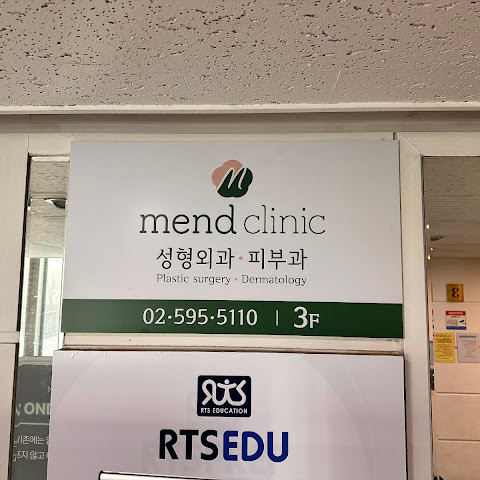 mend clinic
성형외과·피부과
Plastic surgery · Dermatology
02·595·5110 | 3F
RTS EDUCATION
RTSEDU